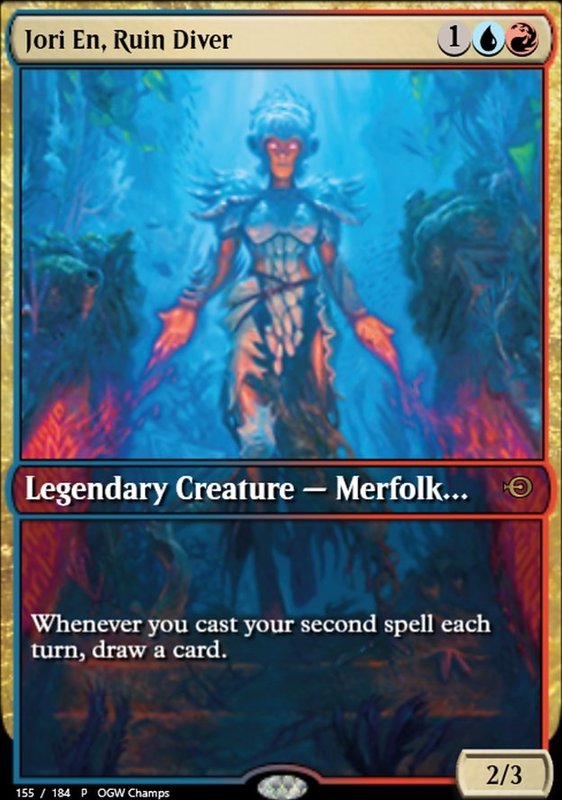 Jori En, Ruin Diver 1
Legendary Creature — Merfolk...
Whenever you cast your second spell each
turn, draw a card.
2/3
155 / 184 P OGW Champs